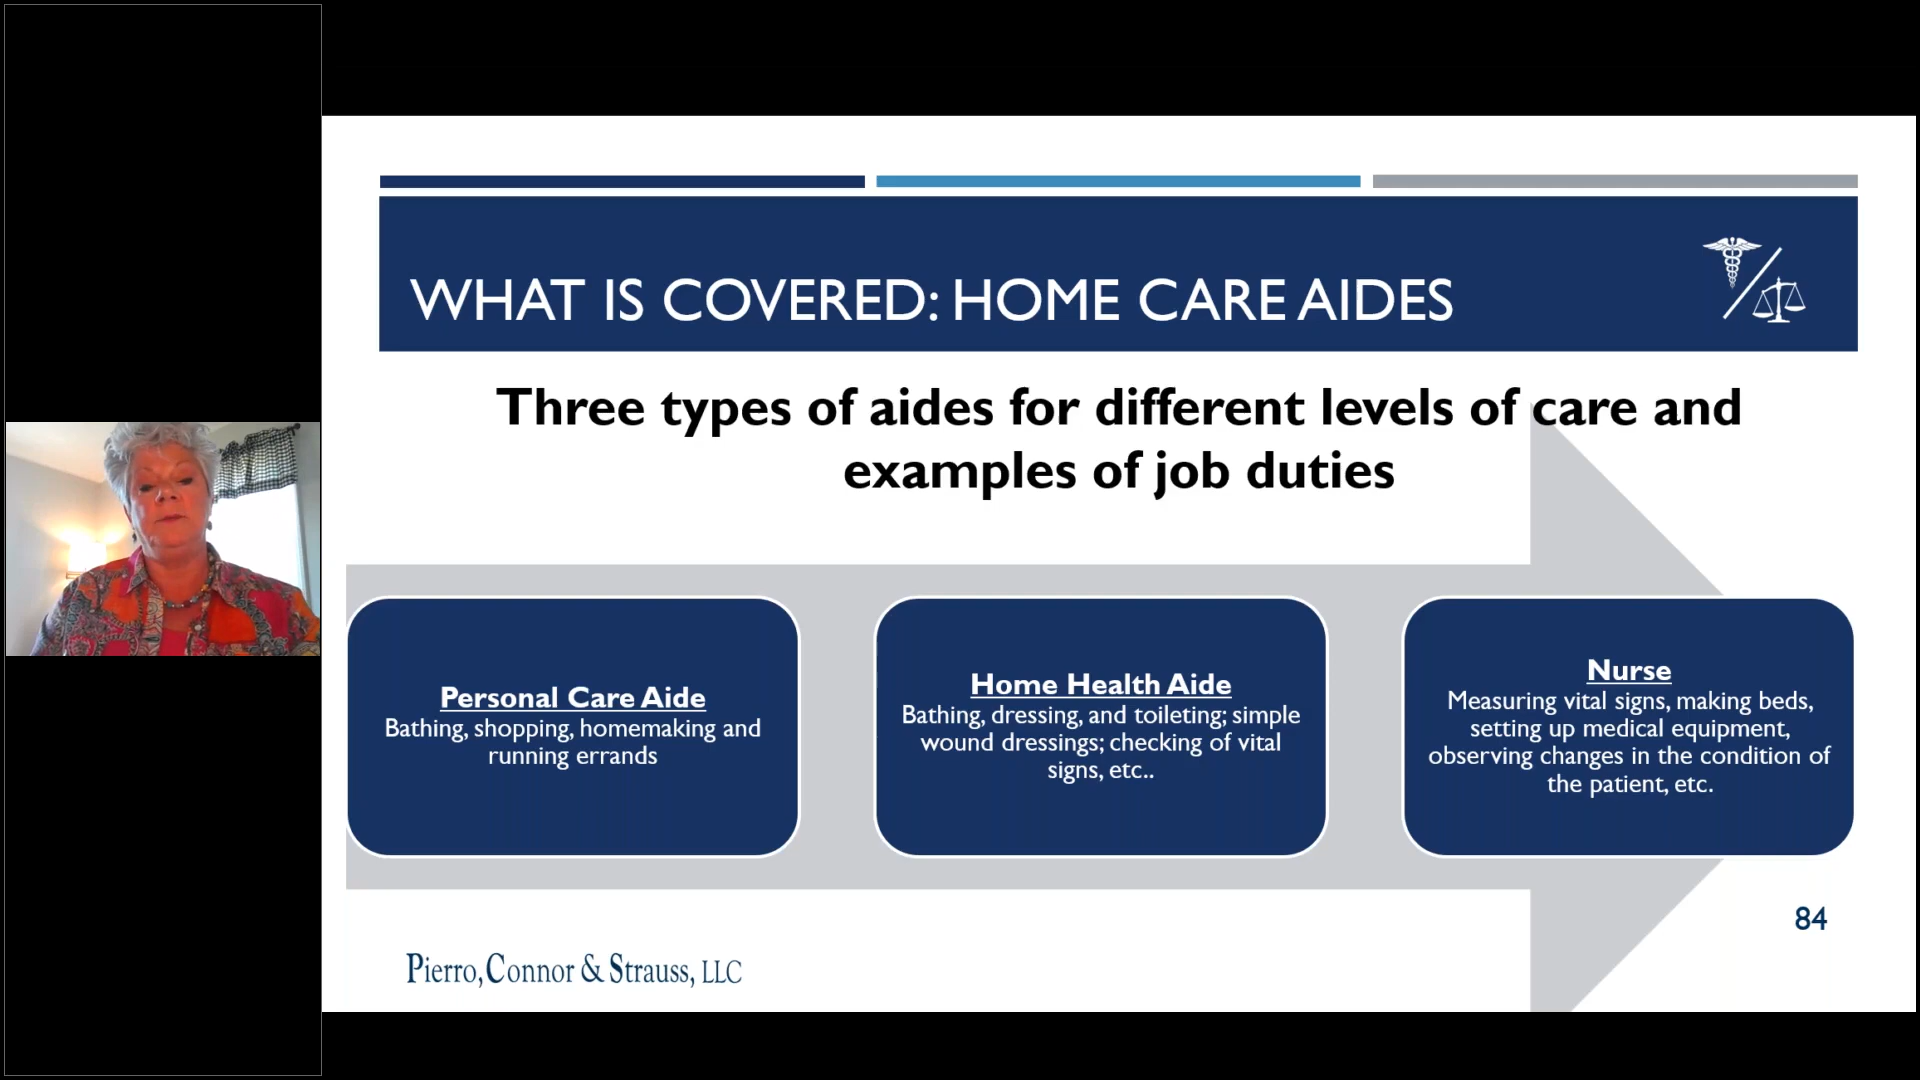 WHAT IS COVERED: HOME CARE AIDES
Three types of aides for different levels of care and
examples of job duties
Personal Care Aide
Bathing, shopping, homemaking and
running errands
Home Health Aide
Bathing, dressing, and toileting; simple
wound dressings; checking of vital
signs, etc..
Nurse
Measuring vital signs, making beds,
setting up medical equipment,
observing changes in the condition of
the patient, etc.
84
Pierro, Connor & Strauss, LLC